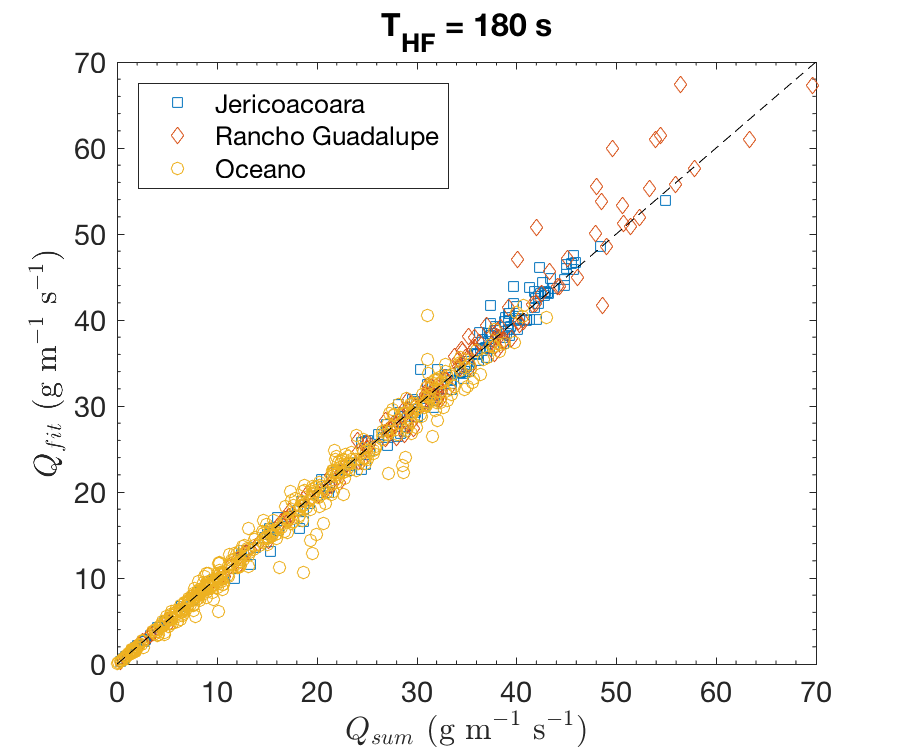 T_HF = 180 s
Jericoacoara
Rancho Guadalupe
Oceano
70
60
50
40
30
20
10
0
Q_fit (g m⁻¹ s⁻¹)
0 10 20 30 40 50 60 70
Q_sum (g m⁻¹ s⁻¹)